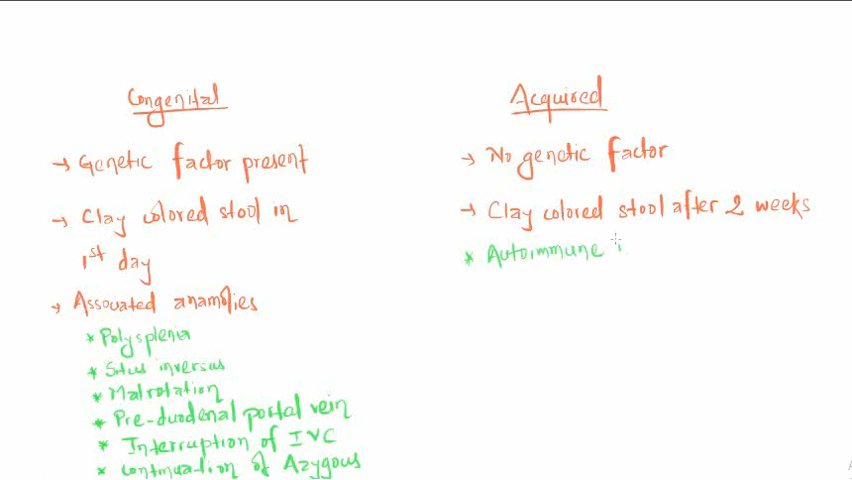 Congenital
→ Genetic factor present
→ Clay colored stool in
1st day
→ Associated anamolies
* Polysplenia
* Situs inversus
* Malrotation
* Pre-duodenal portal vein
* Interruption of IVC
* Continuation of Azygous
Acquired
→ No genetic factor
→ Clay colored stool after 2 weeks
* Autoimmune